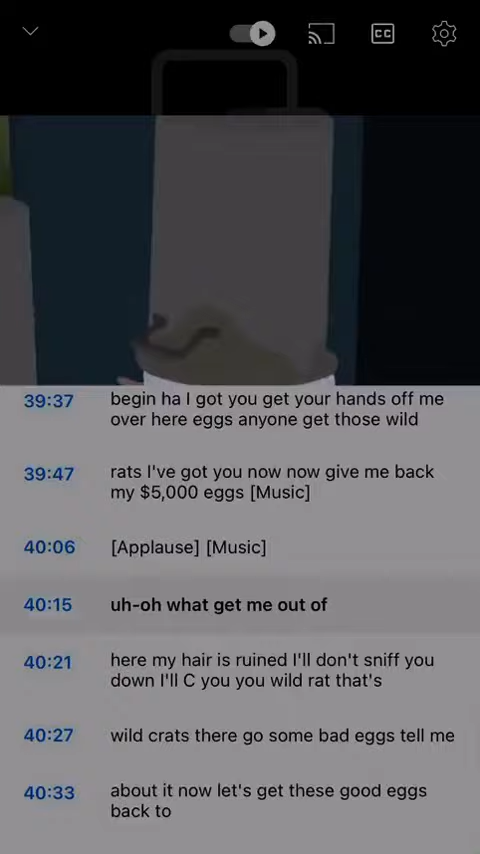 CC
39:37
begin ha I got you get your hands off me
over here eggs anyone get those wild
39:47
rats I've got you now now give me back
my $5,000 eggs [Music]
40:06
[Applause] [Music]
40:15
uh-oh what get me out of
40:21
here my hair is ruined I'll don't sniff you
down I'll C you you wild rat that's
40:27
wild crats there go some bad eggs tell me
40:33
about it now let's get these good eggs
back to